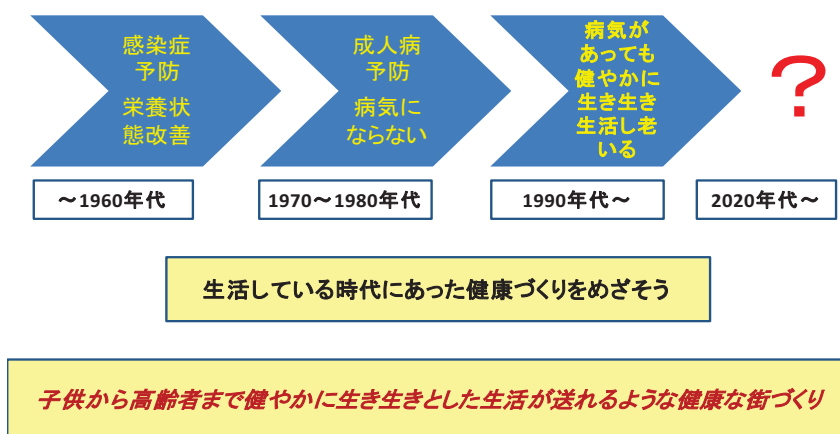 感染症
予防
栄養状
態改善
成人病
予防
病気に
ならない
病気が
あっても
健やかに
生き生き
生活し老
いる
？
～1960年代
1970～1980年代
1990年代～
2020年代～
生活している時代にあった健康づくりをめざそう
子供から高齢者まで健やかに生き生きとした生活が送れるような健康な街づくり